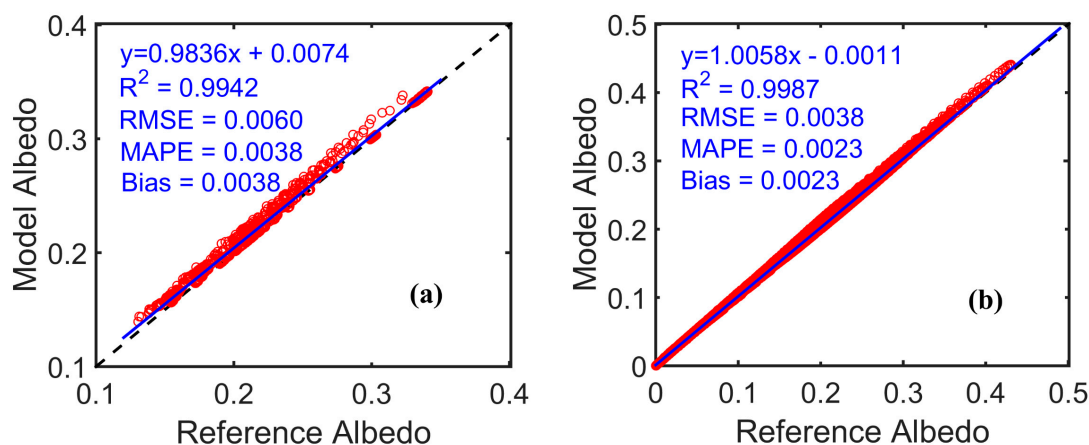 0.4
0.3
0.2
0.1
Model Albedo
y=0.9836x + 0.0074
R² = 0.9942
RMSE = 0.0060
MAPE = 0.0038
Bias = 0.0038
(a)
0.1 0.2 0.3 0.4
Reference Albedo
0.5
0.4
0.3
0.2
0.1
0
Model Albedo
y=1.0058x - 0.0011
R² = 0.9987
RMSE = 0.0038
MAPE = 0.0023
Bias = 0.0023
(b)
0 0.1 0.2 0.3 0.4 0.5
Reference Albedo